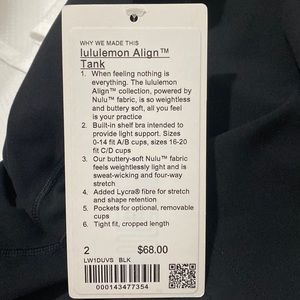 WHY WE MADE THIS
lululemon Align™
Tank
1. When feeling nothing is
everything. The lululemon
Align™ collection, powered by
Nulu™ fabric, is so weightless
and buttery soft, all you feel
is your practice
2. Built-in shelf bra intended to
provide light support. Sizes
0-14 fit A/B cups, sizes 16-20
fit C/D cups
3. Our buttery-soft Nulu™ fabric
feels weightlessly light and is
sweat-wicking and four-way
stretch
4. Added Lycra® fibre for stretch
and shape retention
5. Pockets for optional, removable
cups
6. Tight fit, cropped length
2 $68.00
LW1DUVS BLK
000143477354